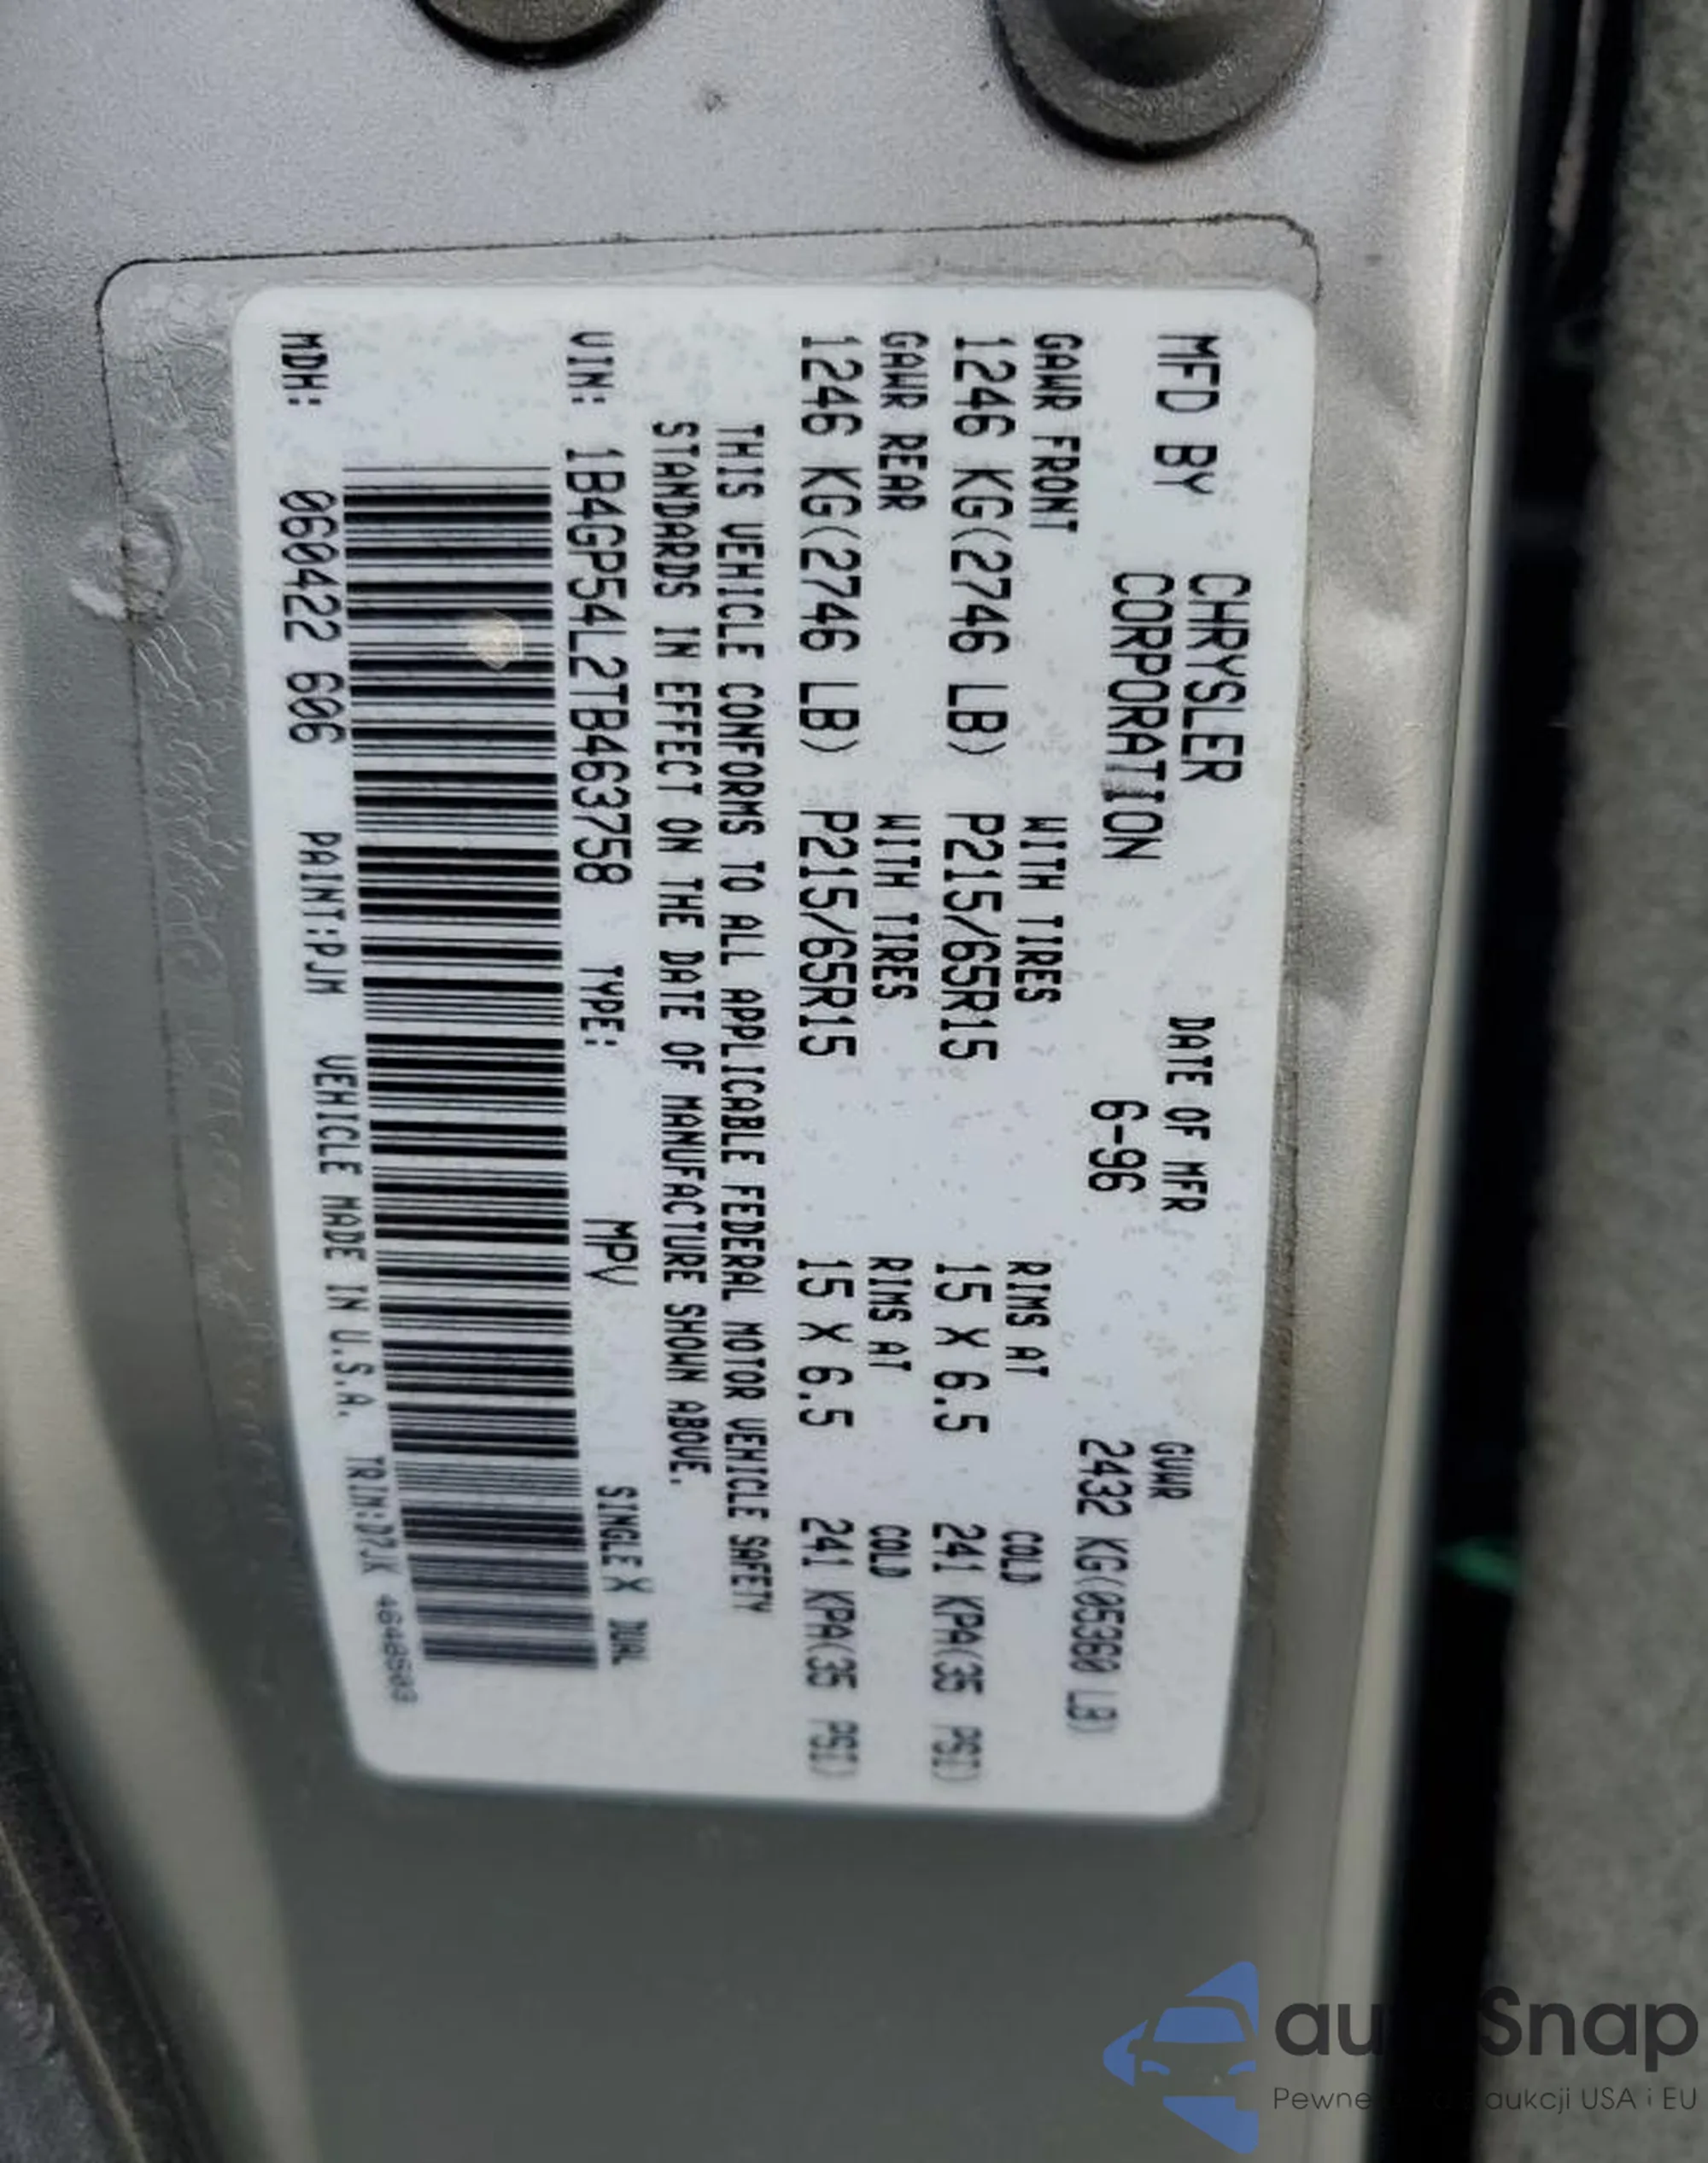 MFD BY CHRYSLER CORPORATION DATE OF MFR 6-96 GVWR 2432 KG(05360 LB)
GAWR FRONT WITH TIRES RIMS AT COLD
1246 KG(2746 LB) P215/65R15 15 X 6.5 241 KPA(35 PSI)
GAWR REAR WITH TIRES RIMS AT COLD
1246 KG(2746 LB) P215/65R15 15 X 6.5 241 KPA(35 PSI)
THIS VEHICLE CONFORMS TO ALL APPLICABLE FEDERAL MOTOR VEHICLE SAFETY
STANDARDS IN EFFECT ON THE DATE OF MANUFACTURE SHOWN ABOVE.
VIN: 1B4GP54L2TB463758 TYPE: MPV SINGLE X DUAL
MDH: 060422 606 PAINT:PJM VEHICLE MADE IN U.S.A. TRIM:
Snap
aukcji USA i EU